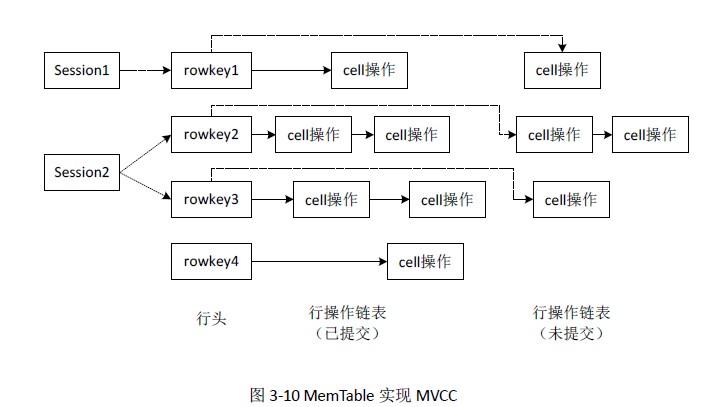 Session1
rowkey1
cell操作
cell操作
rowkey2
cell操作
cell操作
cell操作
cell操作
Session2
rowkey3
cell操作
cell操作
cell操作
rowkey4
cell操作
行头
行操作链表
（已提交）
行操作链表
（未提交）
图 3-10 MemTable 实现 MVCC